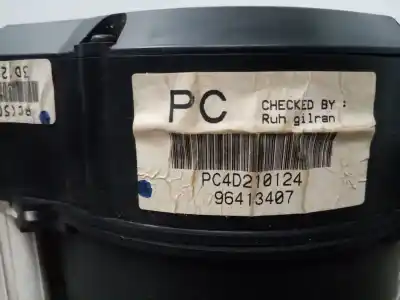 PC
CHECKED BY :
Ruh gilran
PC4D210124
96413407